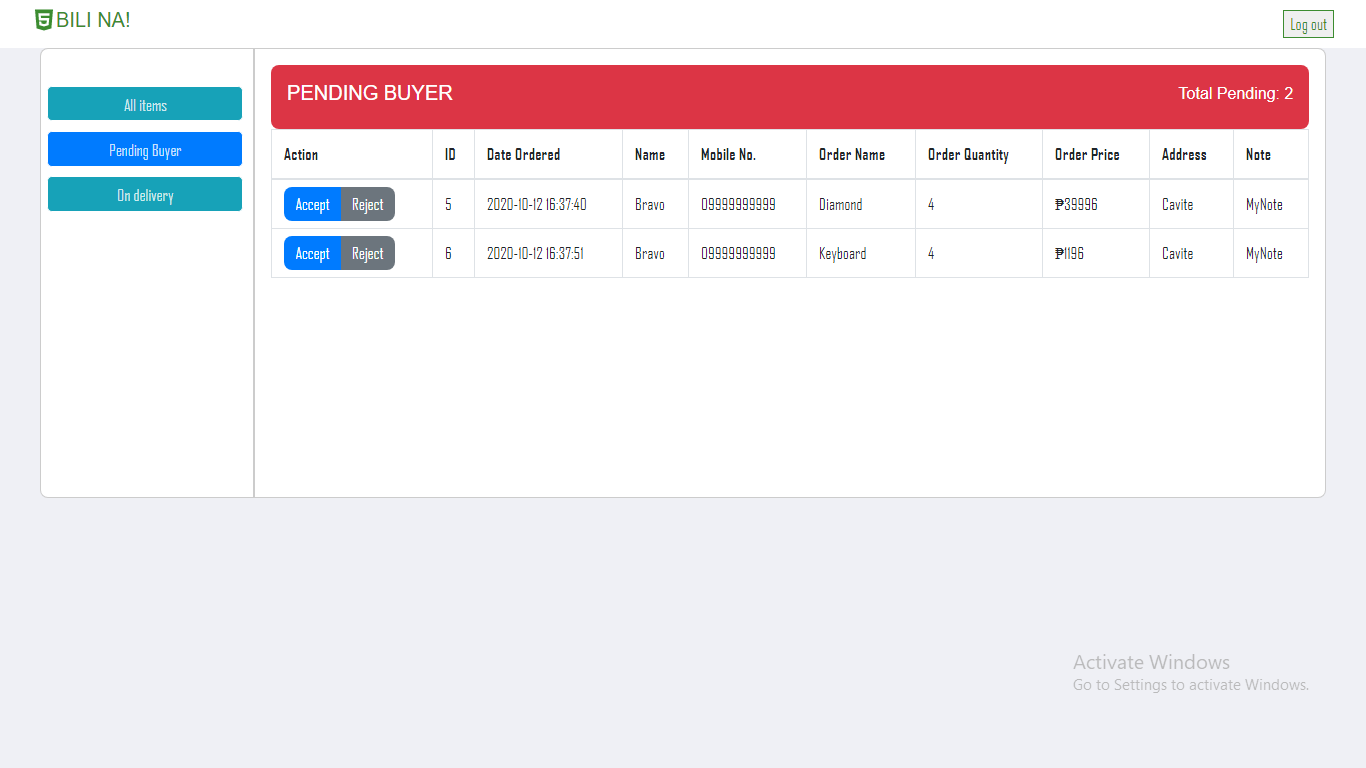 BILI NA!
Log out
All items
Pending Buyer
On delivery
PENDING BUYER Total Pending: 2
Action ID Date Ordered Name Mobile No. Order Name Order Quantity Order Price Address Note
Accept Reject 5 2020-10-12 16:37:40 Bravo 09999999999 Diamond 4 ₱39996 Cavite MyNote
Accept Reject 6 2020-10-12 16:37:51 Bravo 09999999999 Keyboard 4 ₱1196 Cavite MyNote
Activate Windows
Go to Settings to activate Windows.